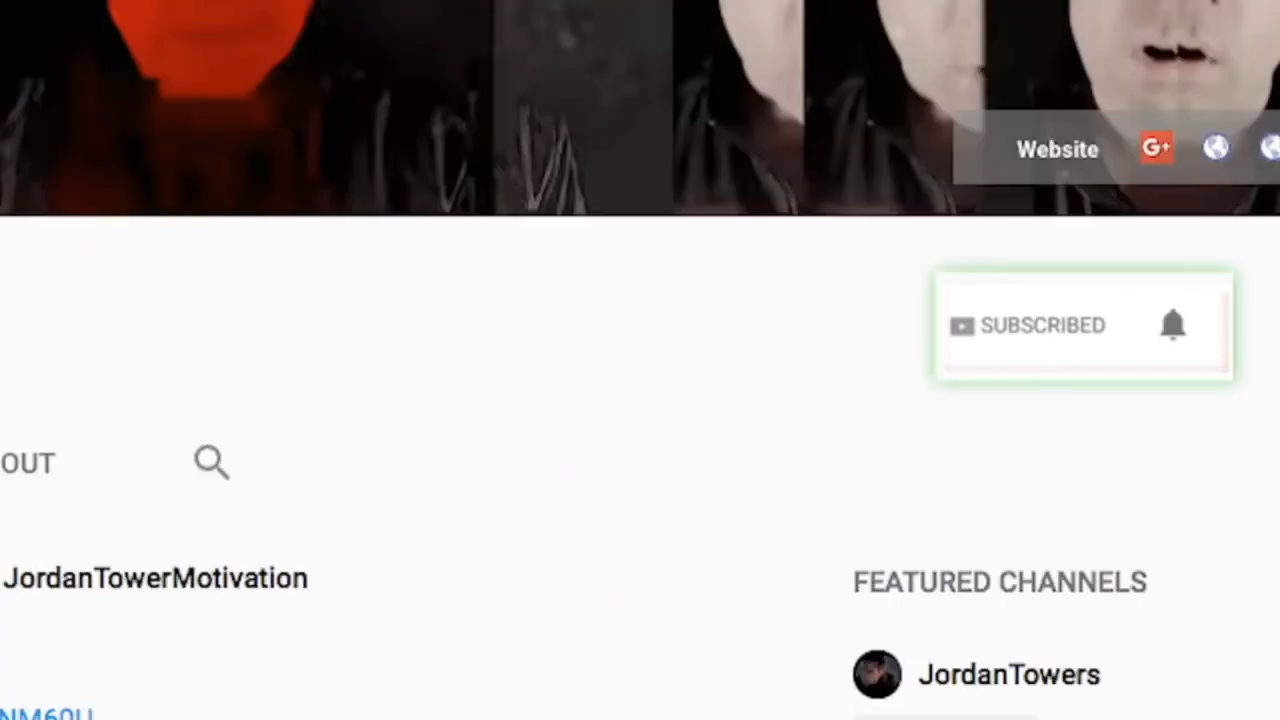 Website G+
SUBSCRIBED
OUT
JordanTowerMotivation
FEATURED CHANNELS
JordanTowers